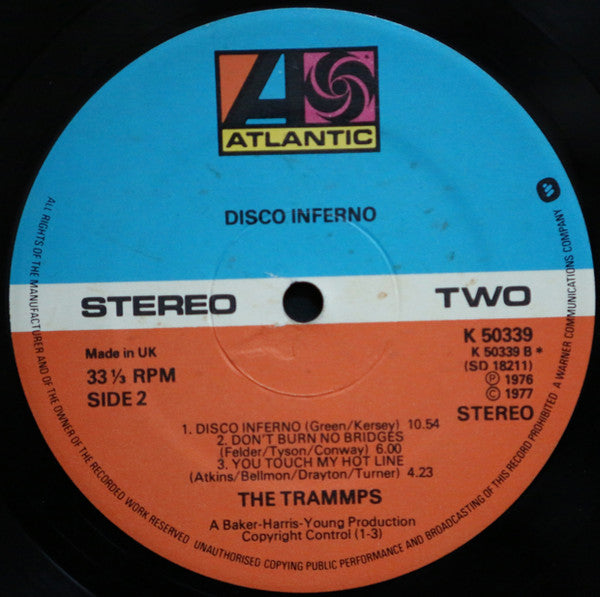 ATLANTIC
DISCO INFERNO
STEREO TWO
Made in UK
33 ⅓ RPM
SIDE 2
K 50339
K 50339 B *
(SD 18211)
Ⓟ 1976
© 1977
STEREO
1. DISCO INFERNO (Green/Kersey) 10.54
2. DON'T BURN NO BRIDGES
(Felder/Tyson/Conway) 6.00
3. YOU TOUCH MY HOT LINE
(Atkins/Bellmon/Drayton/Turner) 4.23
THE TRAMMPS
A Baker-Harris-Young Production
Copyright Control (1-3)
ALL RIGHTS OF THE MANUFACTURER AND OF THE OWNER OF THE RECORDED WORK RESERVED UNAUTHORISED COPYING PUBLIC PERFORMANCE AND BROADCASTING OF THIS RECORD PROHIBITED A WARNER COMMUNICATIONS COMPANY